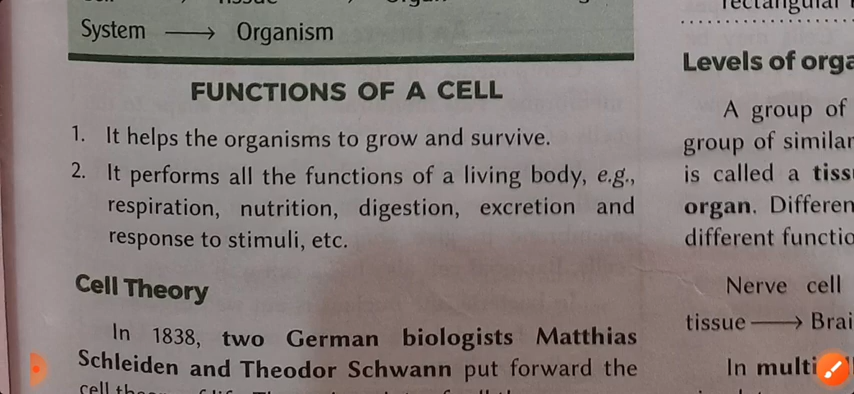 System ⟶ Organism
FUNCTIONS OF A CELL
1. It helps the organisms to grow and survive.
2. It performs all the functions of a living body, e.g.,
respiration, nutrition, digestion, excretion and
response to stimuli, etc.
Cell Theory
In 1838, two German biologists Matthias
Schleiden and Theodor Schwann put forward the
cell
rectangular
Levels of orga
A group of
group of similar
is called a tiss
organ. Differen
different functio
Nerve cell
tissue ⟶ Brai
In multi